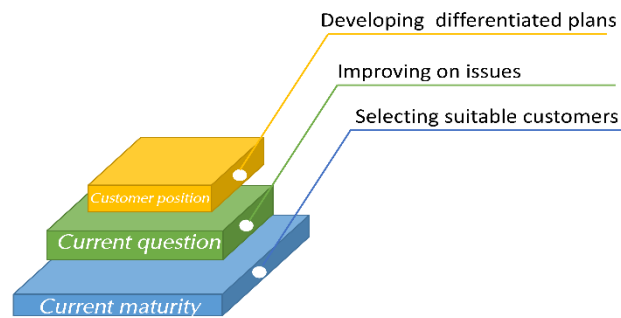 Developing differentiated plans
Improving on issues
Selecting suitable customers
Customer position
Current question
Current maturity